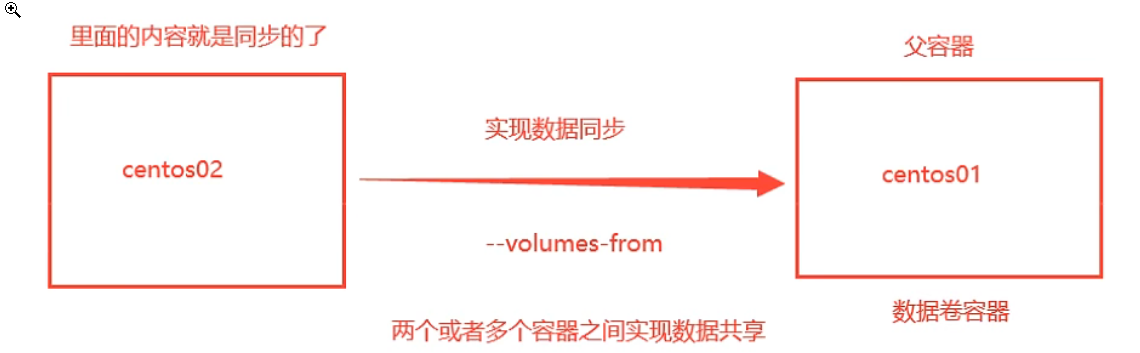 里面的内容就是同步的了
父容器
实现数据同步
centos02
centos01
--volumes-from
数据卷容器
两个或者多个容器之间实现数据共享